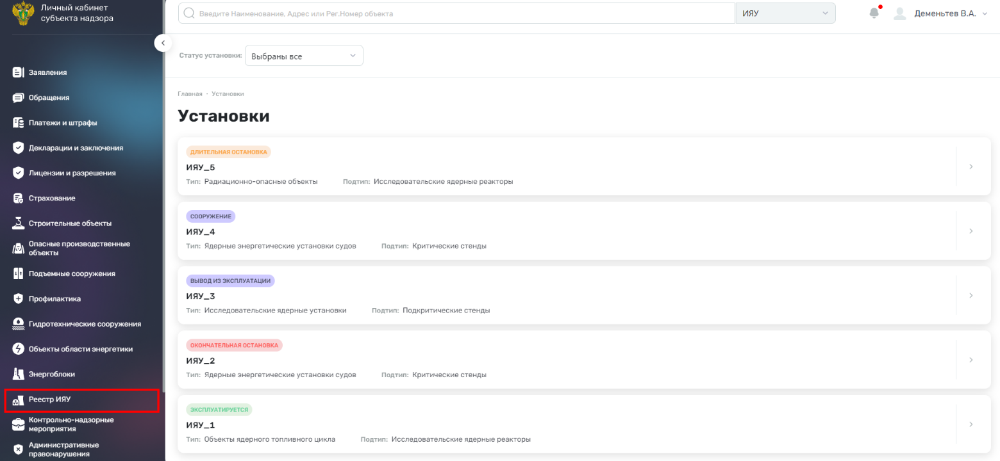 Личный кабинет
субъекта надзора
Заявления
Обращения
Платежи и штрафы
Декларации и заключения
Лицензии и разрешения
Страхование
Строительные объекты
Опасные производственные
объекты
Подъемные сооружения
Профилактика
Гидротехнические сооружения
Объекты области энергетики
Энергоблоки
Реестр ИЯУ
Контрольно-надзорные
мероприятия
Административные
правонарушения
Введите Наименование, Адрес или Рег.Номер объекта
ИЯУ
Деменьтев В.А.
Статус установки: Выбраны все
Главная • Установки
Установки
ДЛИТЕЛЬНАЯ ОСТАНОВКА
ИЯУ_5
Тип: Радиационно-опасные объекты Подтип: Исследовательские ядерные реакторы
СООРУЖЕНИЕ
ИЯУ_4
Тип: Ядерные энергетические установки судов Подтип: Критические стенды
ВЫВОД ИЗ ЭКСПЛУАТАЦИИ
ИЯУ_3
Тип: Исследовательские ядерные установки Подтип: Подкритические стенды
ОКОНЧАТЕЛЬНАЯ ОСТАНОВКА
ИЯУ_2
Тип: Ядерные энергетические установки судов Подтип: Критические стенды
ЭКСПЛУАТИРУЕТСЯ
ИЯУ_1
Тип: Объекты ядерного топливного цикла Подтип: Исследовательские ядерные реакторы